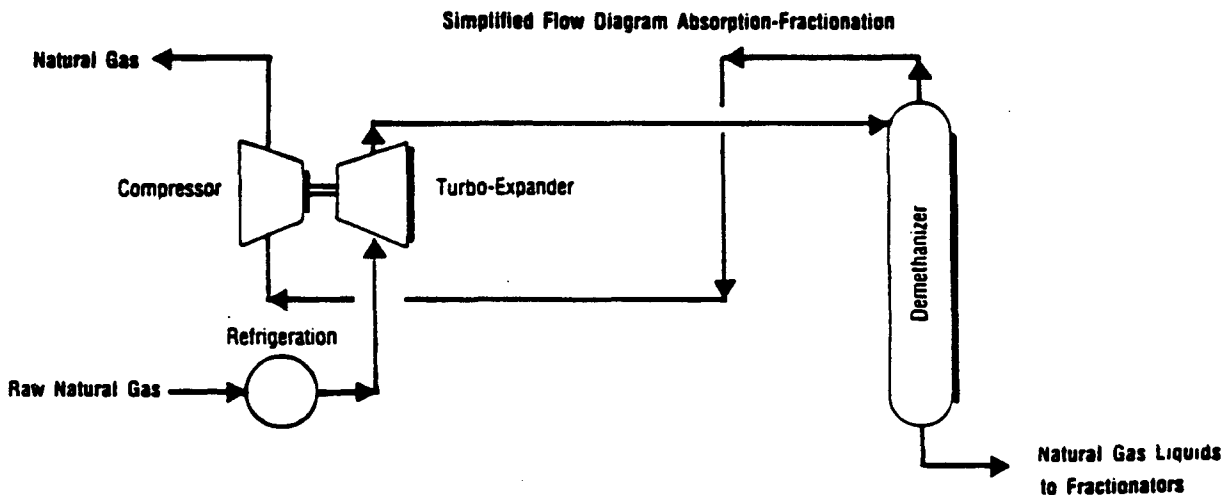 Simplified Flow Diagram Absorption-Fractionation
Natural Gas
Compressor
Turbo-Expander
Demethanizer
Refrigeration
Raw Natural Gas
Natural Gas Liquids
to Fractionators